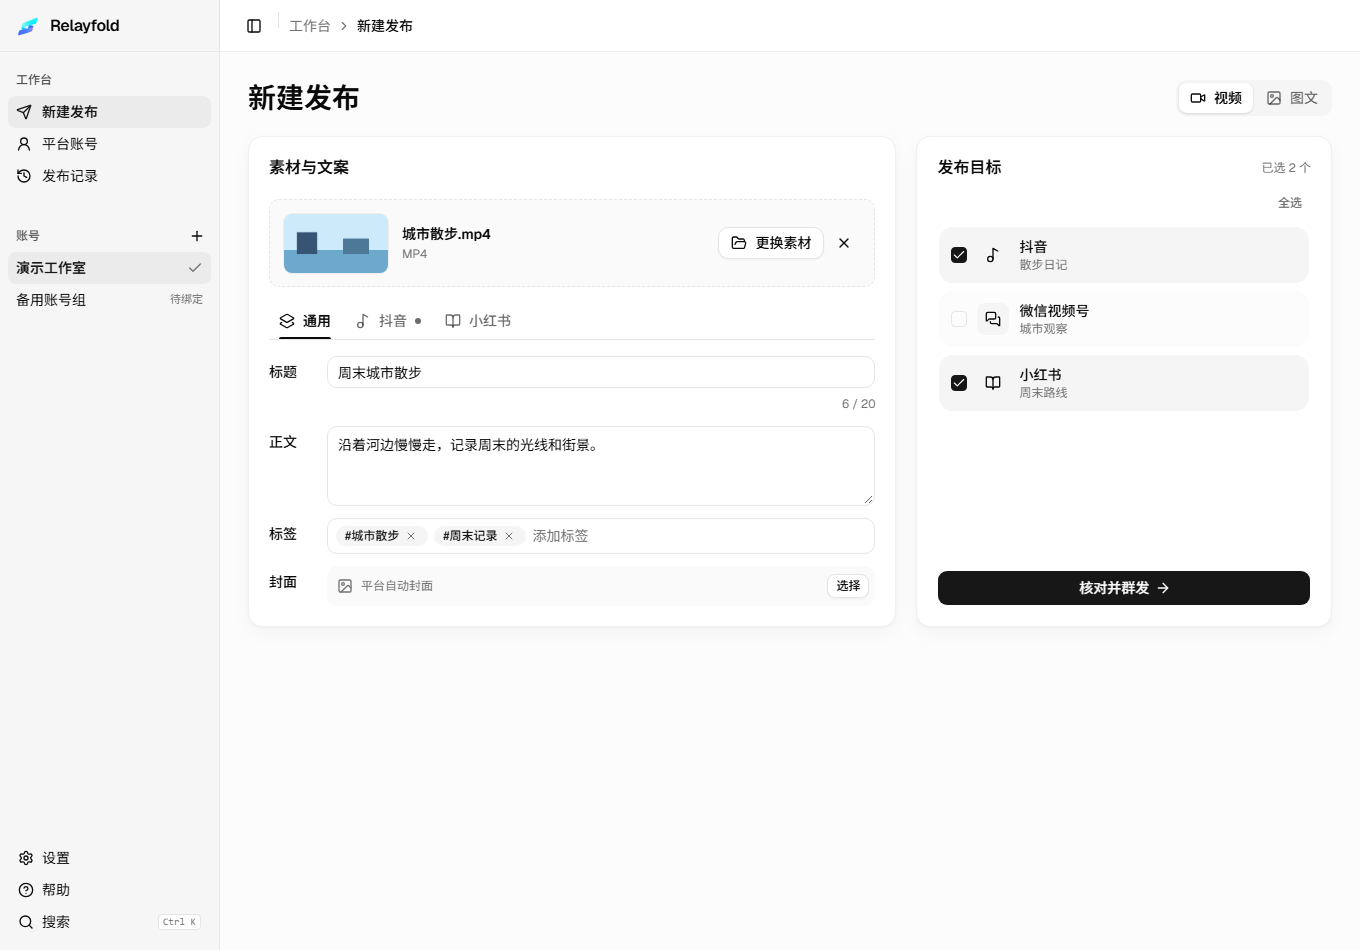 Relayfold
工作台
新建发布
平台账号
发布记录
账号
演示工作室
备用账号组 待绑定
设置
帮助
搜索 Ctrl K
工作台 > 新建发布
新建发布
视频 图文
素材与文案
城市散步.mp4
MP4
更换素材
通用 抖音 小红书
标题 周末城市散步
6 / 20
正文 沿着河边慢慢走，记录周末的光线和街景。
标签 #城市散步 #周末记录 添加标签
封面 平台自动封面 选择
发布目标 已选 2 个
全选
抖音
散步日记
微信视频号
城市观察
小红书
周末路线
核对并群发 →